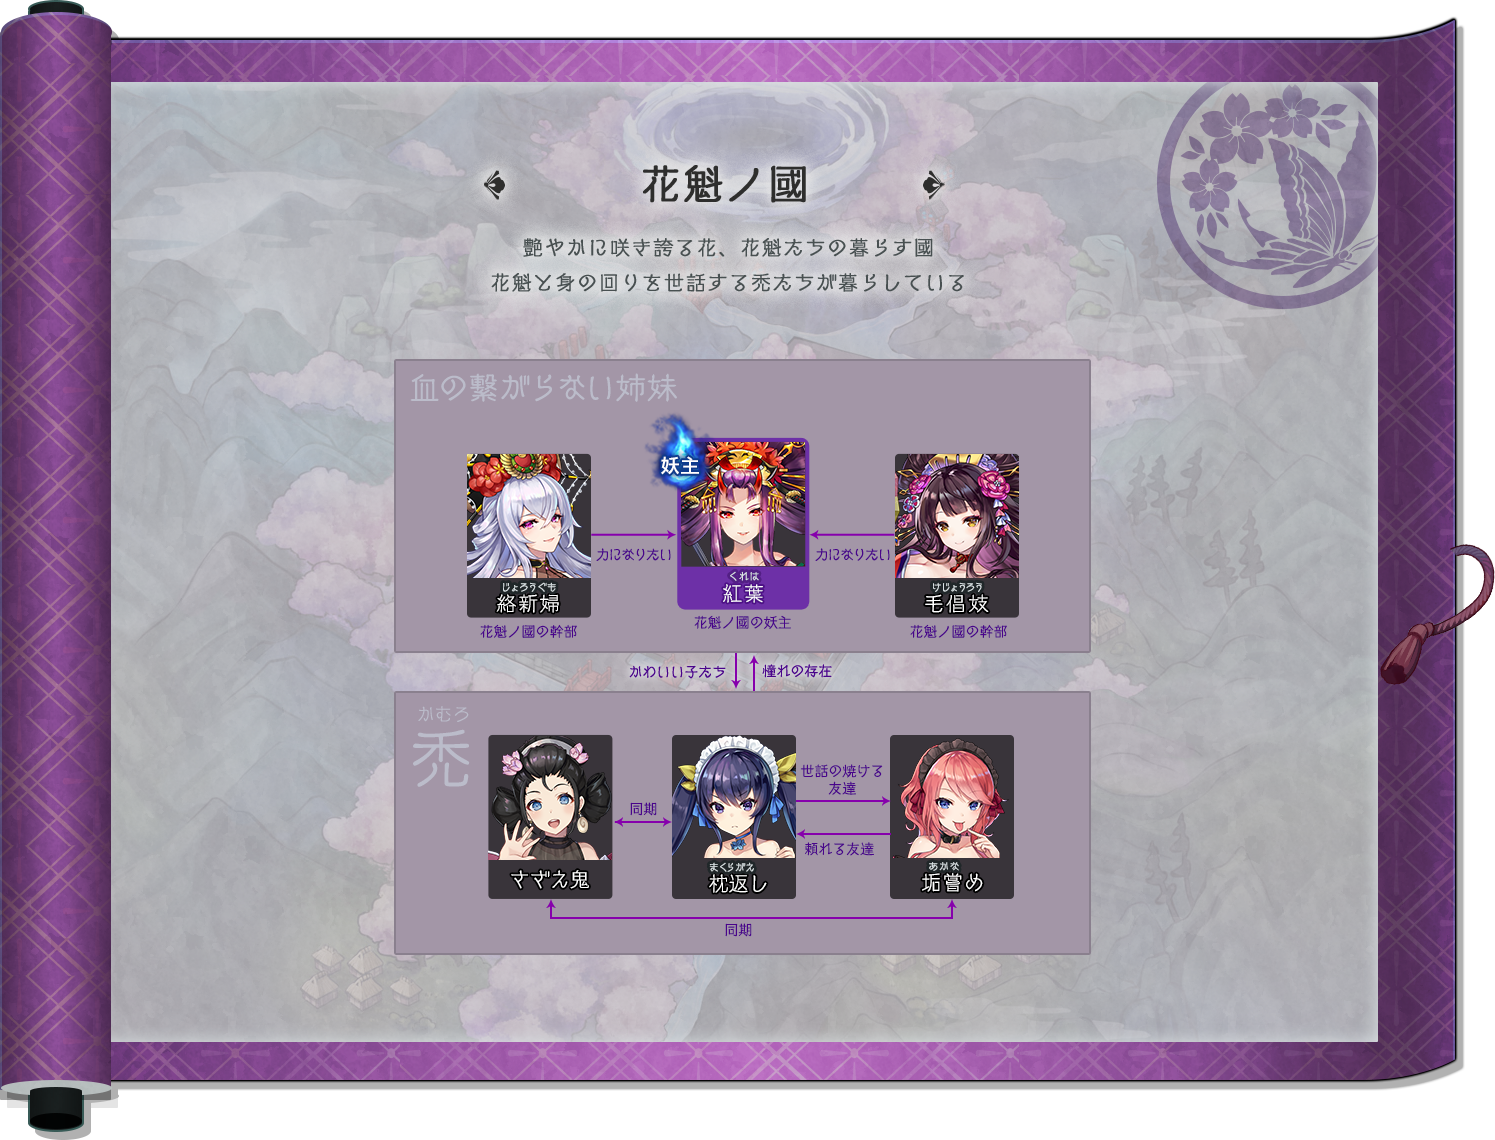 花魁ノ國
艶やかに咲き誇る花、花魁たちの暮らす國
花魁と身の回りを世話する禿たちが暮らしている
血の繋がらない姉妹
妖主
力になりたい
力になりたい
じょろうぐも
絡新婦
花魁ノ國の幹部
くれは
紅葉
花魁ノ國の妖主
けじょうろう
毛倡妓
花魁ノ國の幹部
かわいい子たち
憧れの存在
かむろ
禿
世話の焼ける
友達
同期
頼れる友達
さざえ鬼
まくらがえ
枕返し
あかな
垢嘗め
同期